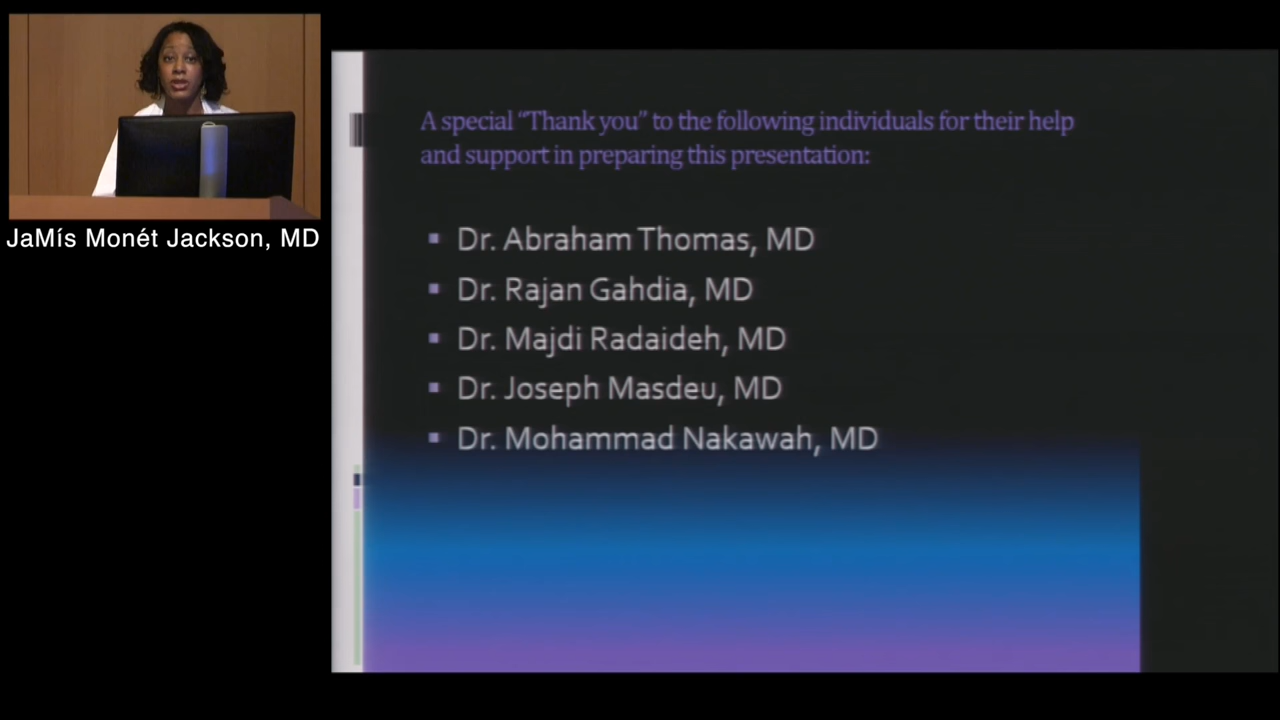 JaMís Monét Jackson, MD
A special “Thank you” to the following individuals for their help
and support in preparing this presentation:
▪ Dr. Abraham Thomas, MD
▪ Dr. Rajan Gahdia, MD
▪ Dr. Majdi Radaideh, MD
▪ Dr. Joseph Masdeu, MD
▪ Dr. Mohammad Nakawah, MD